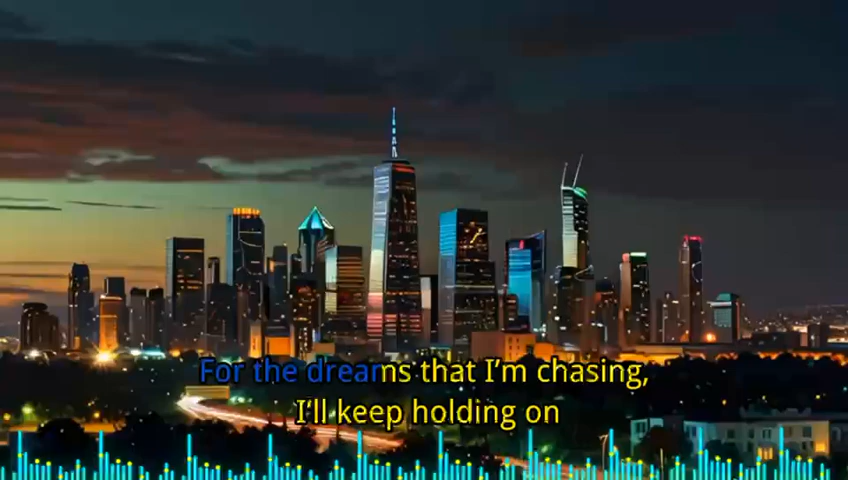 For the dreams that I'm chasing,
I'll keep holding on